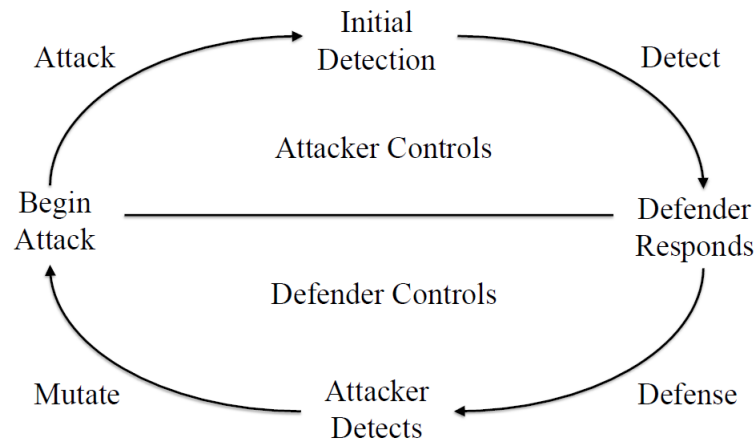 Initial
Detection
Attack
Detect
Attacker Controls
Begin
Attack
Defender
Responds
Defender Controls
Mutate
Attacker
Detects
Defense